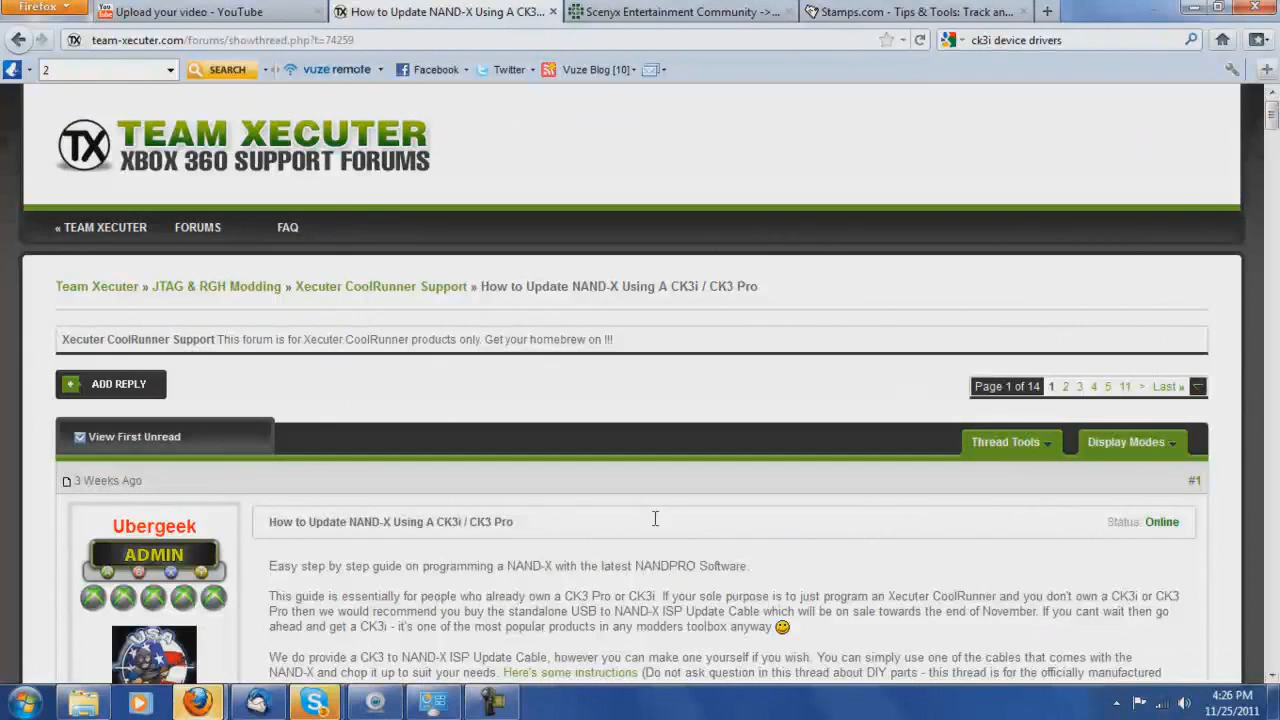 Firefox
Upload your video - YouTube
How to Update NAND-X Using A CK3...
Scenyx Entertainment Community ->...
Stamps.com - Tips & Tools: Track an...
team-xecuter.com/forums/showthread.php?t=74259
ck3i device drivers
2
SEARCH
vuze remote
Facebook
Twitter
Vuze Blog [10]
TX TEAM XECUTER
XBOX 360 SUPPORT FORUMS
« TEAM XECUTER FORUMS FAQ
Team Xecuter » JTAG & RGH Modding » Xecuter CoolRunner Support » How to Update NAND-X Using A CK3i / CK3 Pro
Xecuter CoolRunner Support This forum is for Xecuter CoolRunner products only. Get your homebrew on !!!
ADD REPLY
Page 1 of 14 1 2 3 4 5 11 > Last »
View First Unread
Thread Tools Display Modes
3 Weeks Ago #1
Ubergeek
ADMIN
How to Update NAND-X Using A CK3i / CK3 Pro
Status: Online
Easy step by step guide on programming a NAND-X with the latest NANDPRO Software.
This guide is essentially for people who already own a CK3 Pro or CK3i. If your sole purpose is to just program an Xecuter CoolRunner and you don't own a CK3i or CK3
Pro then we would recommend you buy the standalone USB to NAND-X ISP Update Cable which will be on sale towards the end of November. If you cant wait then go
ahead and get a CK3i - it's one of the most popular products in any modders toolbox anyway
We do provide a CK3 to NAND-X ISP Update Cable, however you can make one yourself if you wish. You can simply use one of the cables that comes with the
NAND-X and chop it up to suit your needs. Here's some instructions (Do not ask question in this thread about DIY parts - this thread is for the officially manufactured
4:26 PM
11/25/2011